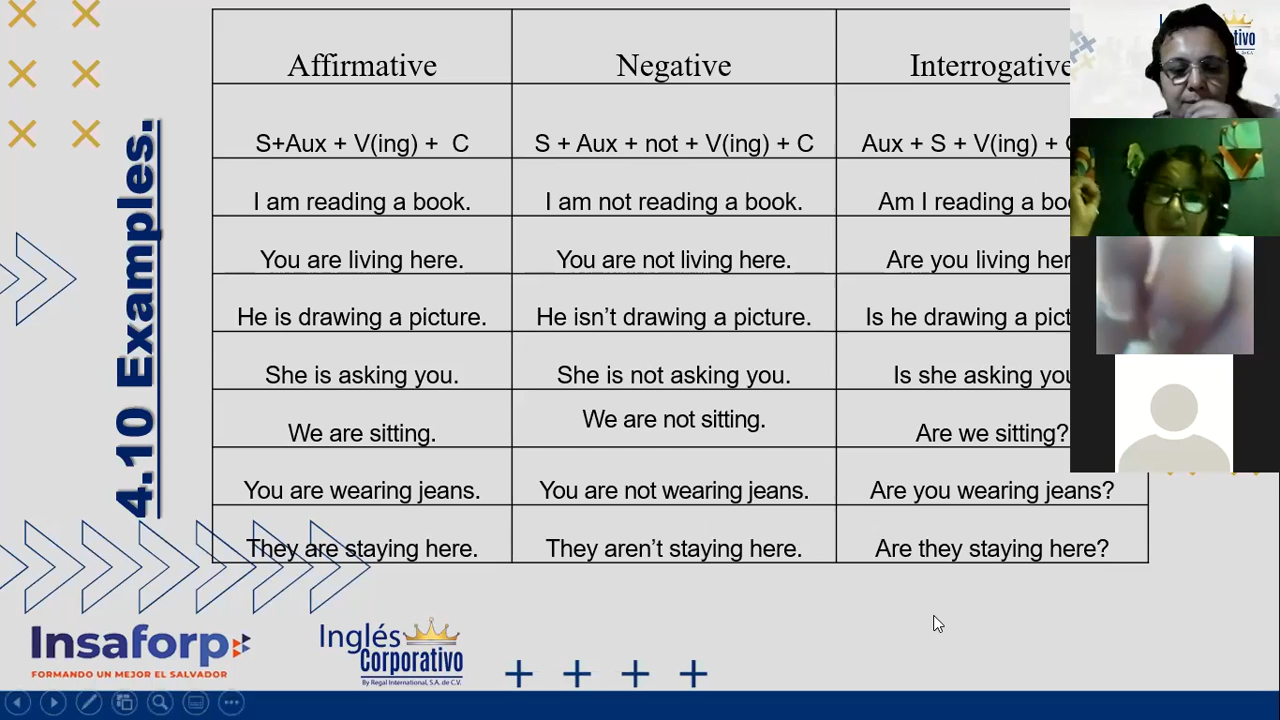 Affirmative Negative Interrogative
S+Aux + V(ing) + C S + Aux + not + V(ing) + C Aux + S + V(ing) +
I am reading a book. I am not reading a book. Am I reading a
You are living here. You are not living here. Are you living
He is drawing a picture. He isn’t drawing a picture. Is he drawing a
She is asking you. She is not asking you. Is she asking
We are sitting. We are not sitting. Are we sitting?
You are wearing jeans. You are not wearing jeans. Are you wearing jeans?
They are staying here. They aren’t staying here. Are they staying here?
4.10 Examples.
Insaforp
FORMANDO UN MEJOR EL SALVADOR
Inglés
Corporativo
By Regal International, S.A. de C.V.